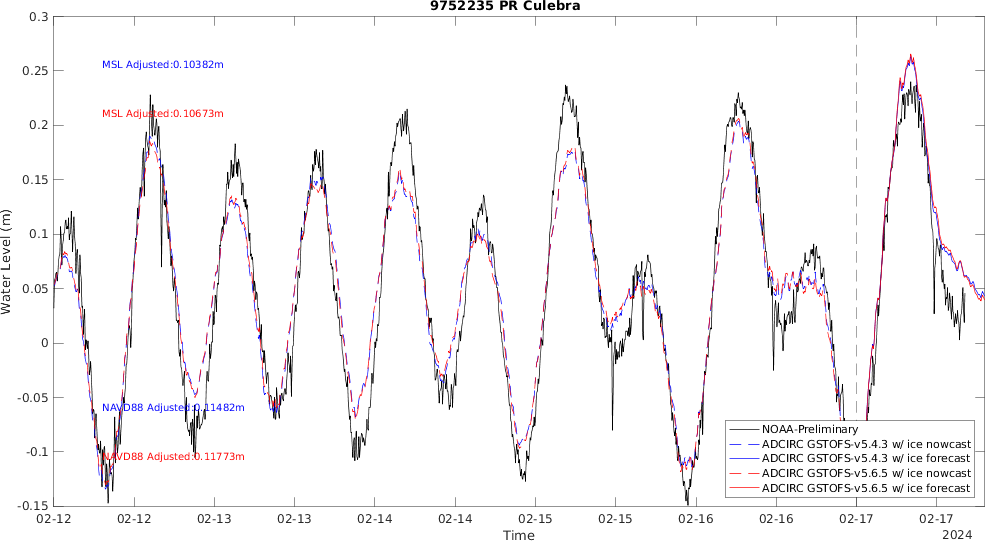 9752235 PR Culebra
0.3
0.25
0.2
0.15
0.1
0.05
0
-0.05
-0.1
-0.15
Water Level (m)
MSL Adjusted:0.10382m
MSL Adjusted:0.10673m
NAVD88 Adjusted:0.11482m
NAVD88 Adjusted:0.11773m
NOAA-Preliminary
ADCIRC GSTOFS-v5.4.3 w/ ice nowcast
ADCIRC GSTOFS-v5.4.3 w/ ice forecast
ADCIRC GSTOFS-v5.6.5 w/ ice nowcast
ADCIRC GSTOFS-v5.6.5 w/ ice forecast
02-12 02-12 02-13 02-13 02-14 02-14 02-15 02-15 02-16 02-16 02-17 02-17
Time
2024